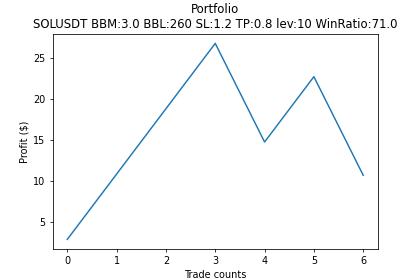 Portfolio
SOLUSDT BBM:3.0 BBL:260 SL:1.2 TP:0.8 lev:10 WinRatio:71.0
25
20
15
10
5
Profit ($)
0 1 2 3 4 5 6
Trade counts